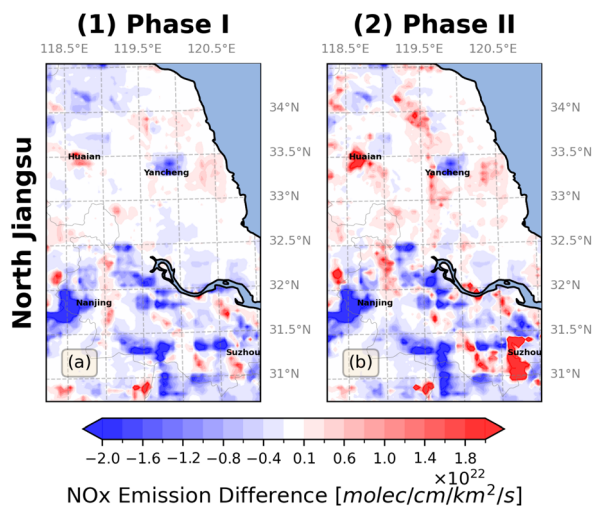 (1) Phase I
(2) Phase II
118.5°E 119.5°E 120.5°E
118.5°E 119.5°E 120.5°E
North Jiangsu
34°N
33.5°N
33°N
32.5°N
32°N
31.5°N
31°N
34°N
33.5°N
33°N
32.5°N
32°N
31.5°N
31°N
Huaian
Yancheng
Nanjing
Suzhou
(a)
Huaian
Yancheng
Nanjing
Suzhou
(b)
−2.0 −1.6 −1.2 −0.8 −0.4 0.1 0.6 1.0 1.4 1.8
×10²²
NOx Emission Difference [molec/cm/km²/s]